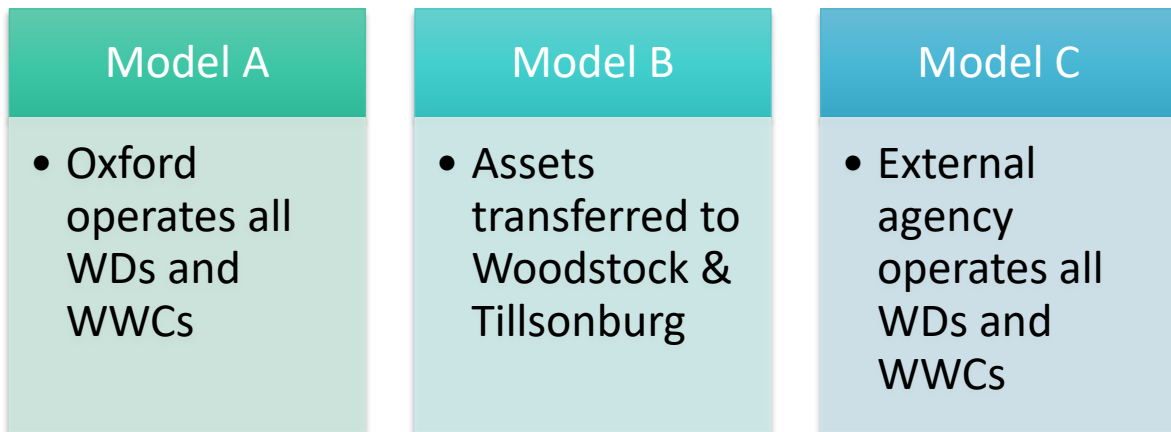 Model A
• Oxford
operates all
WDs and
WWCs
Model B
• Assets
transferred to
Woodstock &
Tillsonburg
Model C
• External
agency
operates all
WDs and
WWCs